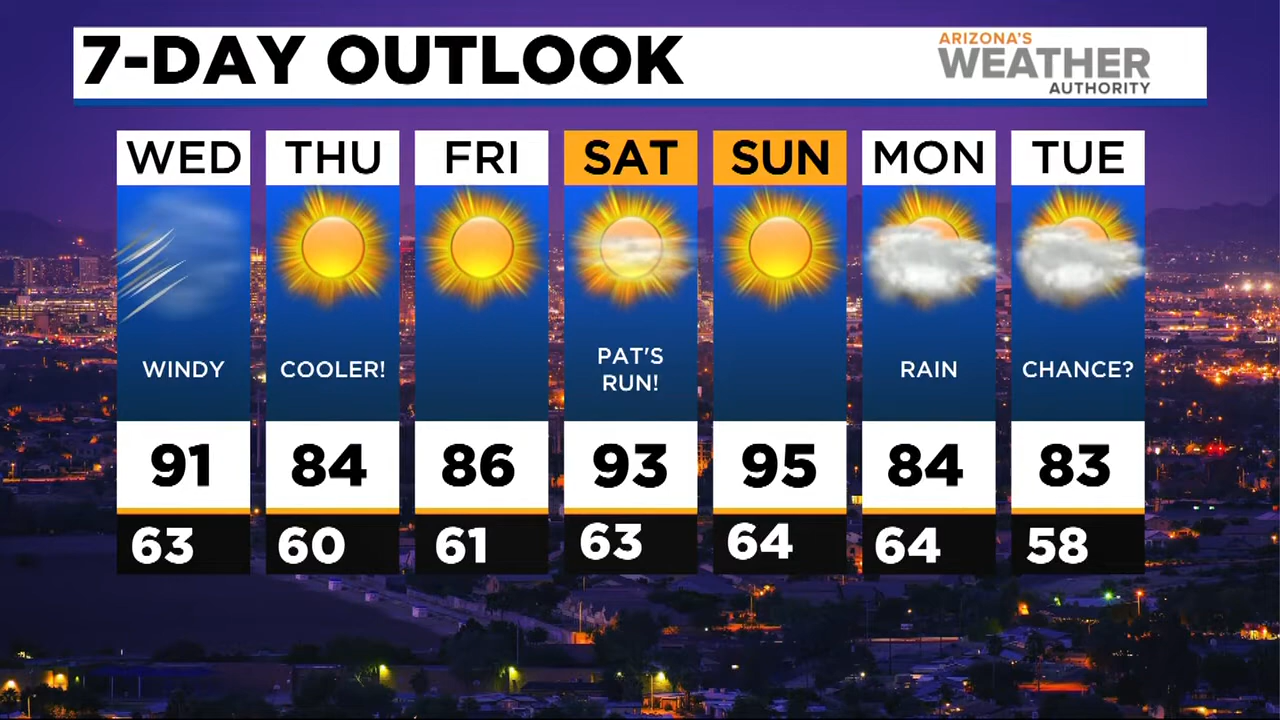 7-DAY OUTLOOK
ARIZONA'S
WEATHER
AUTHORITY
WED THU FRI SAT SUN MON TUE
WINDY COOLER! PAT'S RUN! RAIN CHANCE?
91 84 86 93 95 84 83
63 60 61 63 64 64 58